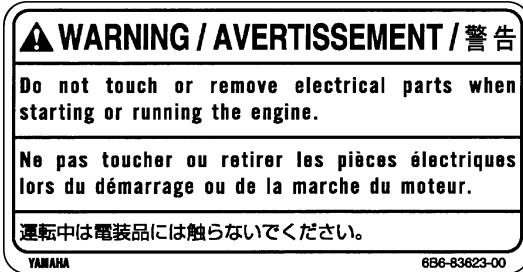 ⚠ WARNING / AVERTISSEMENT / 警告
Do not touch or remove electrical parts when
starting or running the engine.
Ne pas toucher ou retirer les pièces électriques
lors du démarrage ou de la marche du moteur.
運転中は電装品には触らないでください。
YAMAHA 6B6-83623-00